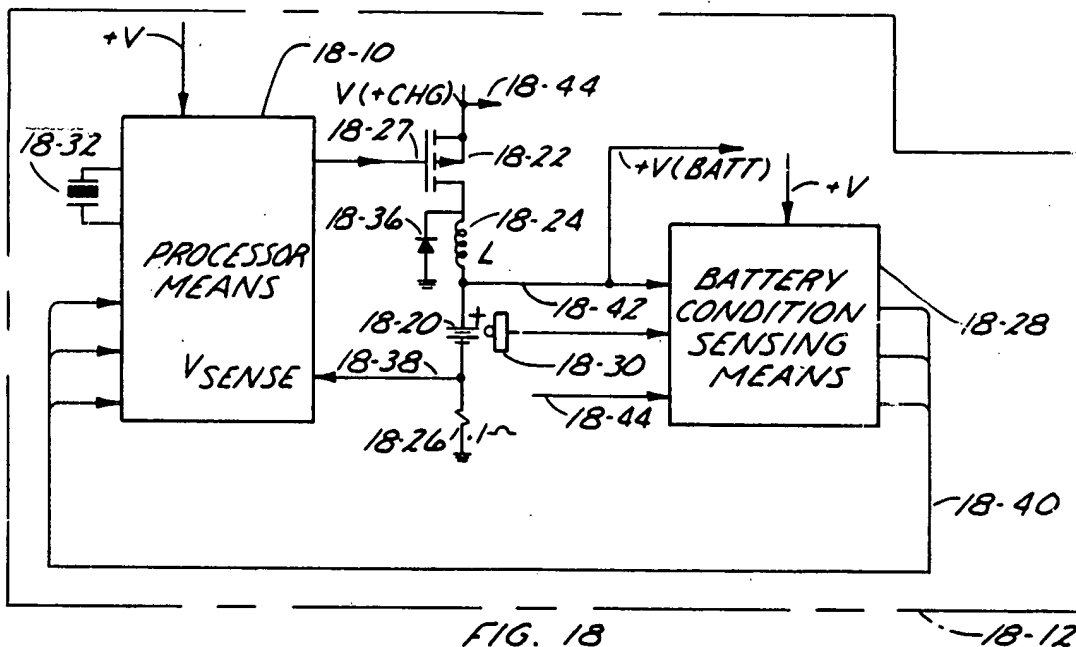 +V
18-10
V(+CHG)
18-44
18-27
18-32
18-22
+V(BATT)
+V
18-36
18-24
L
PROCESSOR
MEANS
BATTERY
CONDITION
SENSING
MEANS
18-42
18-20
+
18-28
18-30
VSENSE
18-38
18-44
18-26
.1Ω
18-40
FIG. 18
18-12